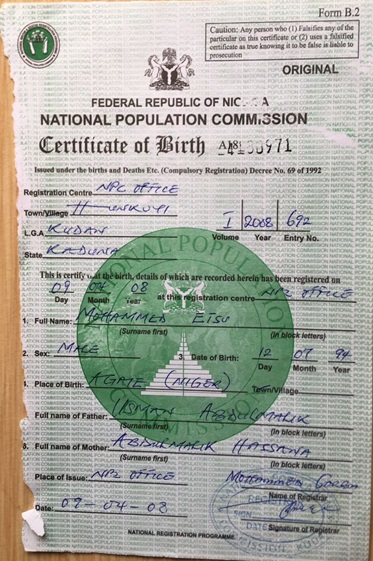 Form B.2
Caution: Any person who (1) Falsifies any of the
particular on this certificate or (2) uses a falsified
certificate as true knowing it to be false is liable to
prosecution
ORIGINAL
FEDERAL REPUBLIC OF
NATIONAL POPULATION COMMISSION
Certificate of Birth
Issued under the births and Deaths Etc. (Compulsory Registration) Decree No. 69 of 1992
Registration Centre NPC OFFICE
Town/Village HUNKUYI
I 2008 692
L.G.A KUDAN
Volume Year Entry No.
State KADUNA
This is certify that the birth, details of which are recorded herein has been registered on
09 04 08 at this registration centre NPC OFFICE
Day Month Year
1. Full Name: MOHAMMED ETSU
(Surname first) (In block letters)
2. Sex: MALE 3. Date of Birth: 12 07 94
Day Month Year
4. Place of Birth: AGAIE (NIGER) Town/Village
Full name of Father: USMAN ABDULMALIK
(Surname first) (In block letters)
6. Full name of Mother: ABDULMALIK HASSANA
(Surname first) (In block letters)
Place of Issue: NPC OFFICE MOHAMMED
Name of Registrar
Date: 09-04-08
Signature of Registrar
NATIONAL REGISTRATION PROGRAMME